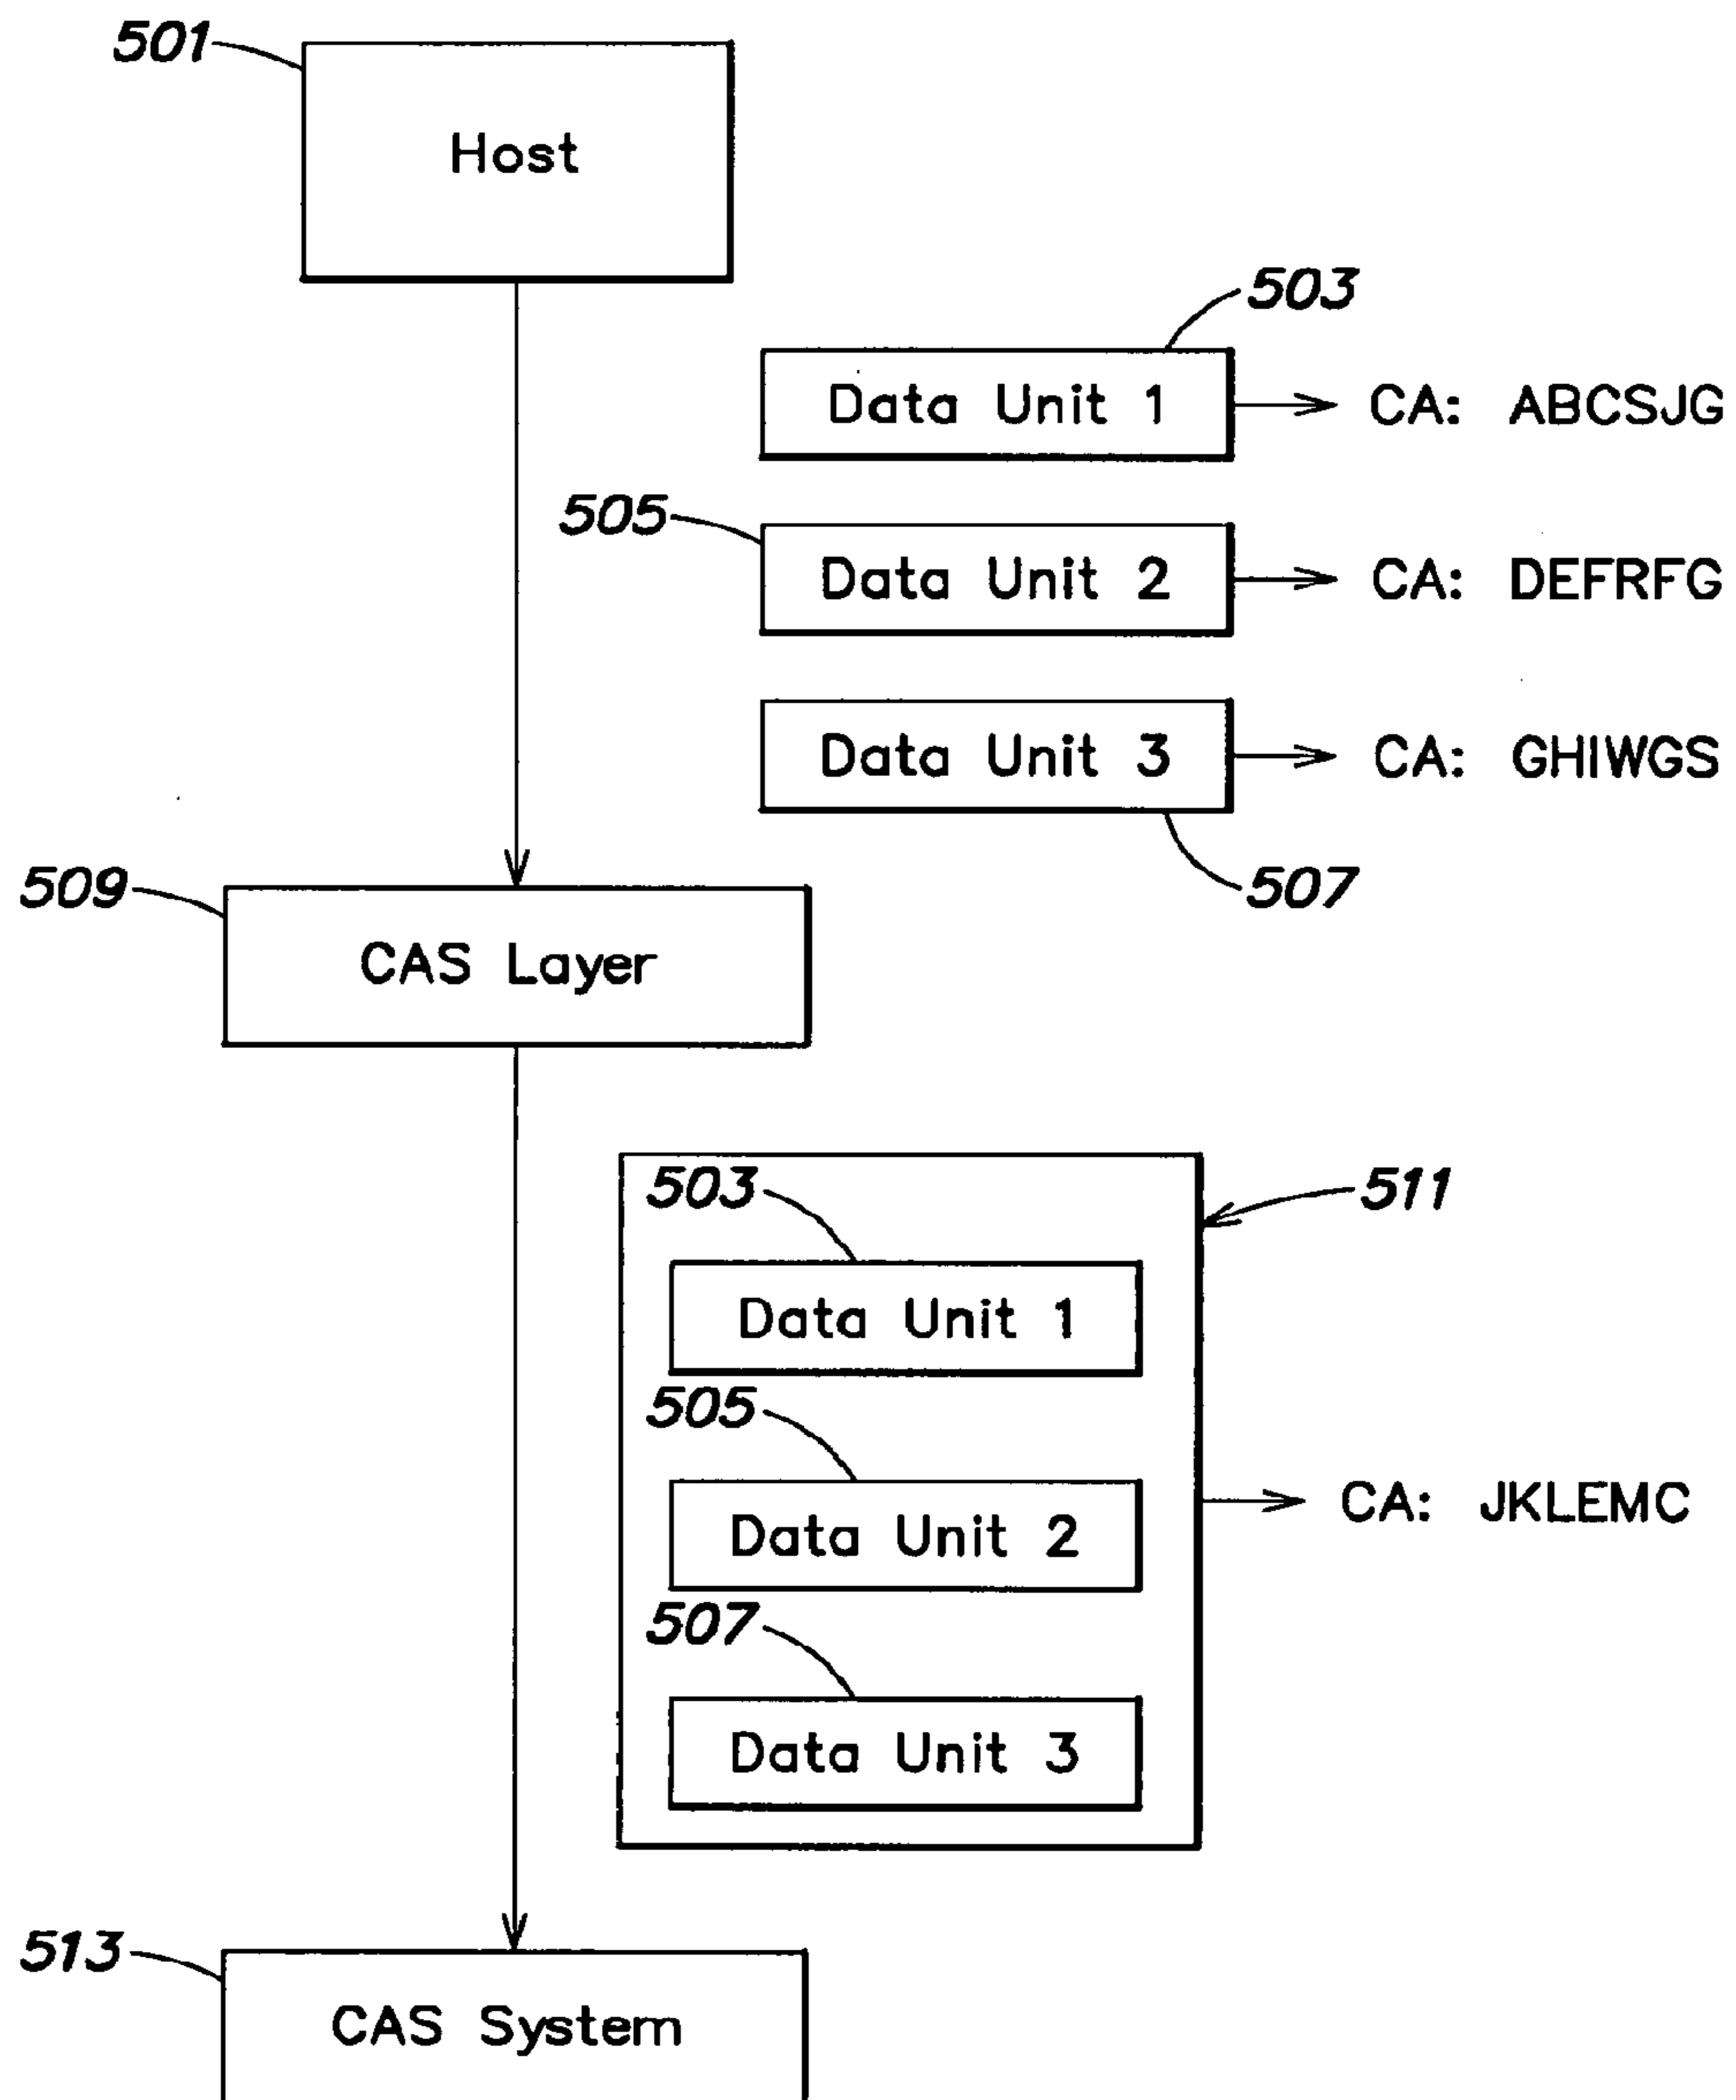 501
Host
503
Data Unit 1
CA: ABCSJG
505
Data Unit 2
CA: DEFRFG
Data Unit 3
CA: GHIWGS
507
509
CAS Layer
511
503
Data Unit 1
505
Data Unit 2
CA: JKLEMC
507
Data Unit 3
513
CAS System